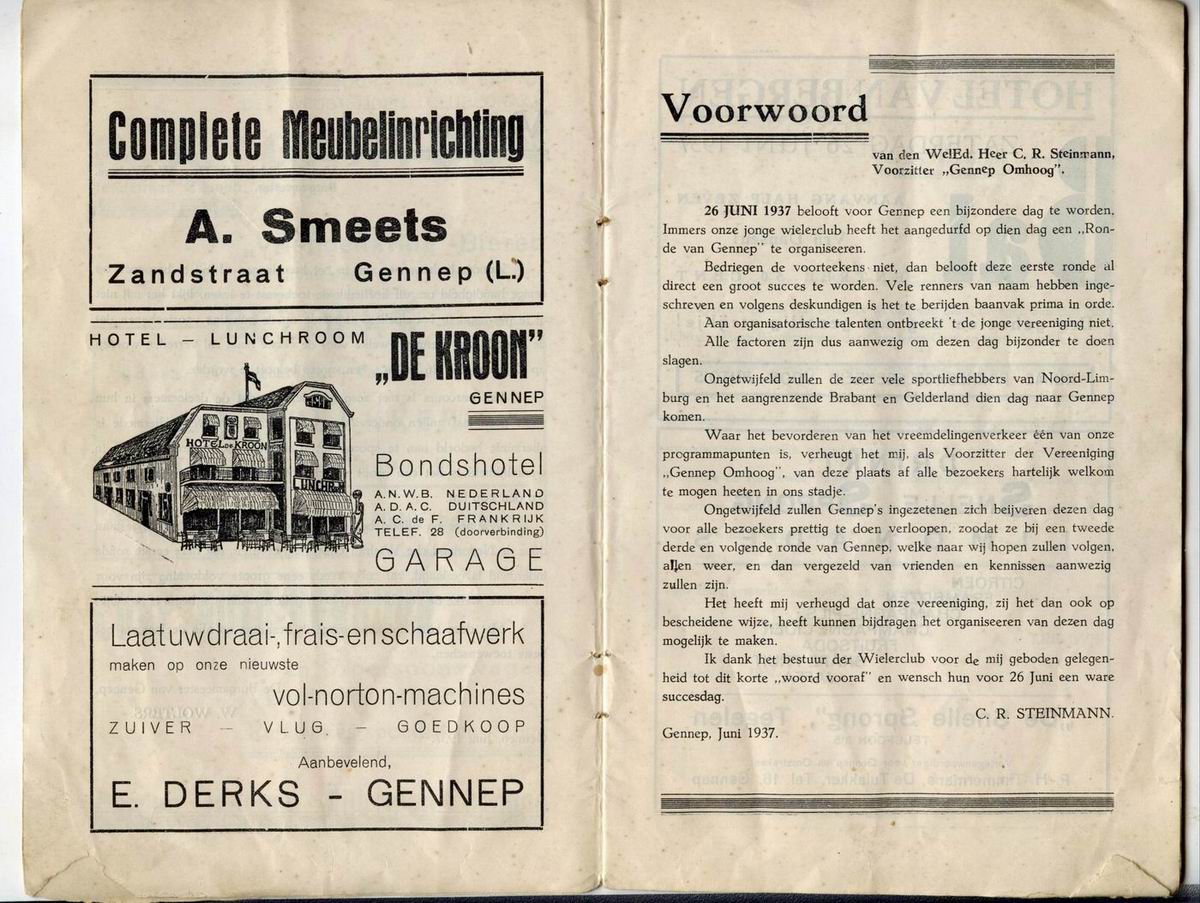 Complete Meubelinrichting
A. Smeets
Zandstraat Gennep (L.)
HOTEL – LUNCHROOM
„DE KROON”
GENNEP
HOTEL DE KROON
LUNCHR
Bondshotel
A.N.W.B. NEDERLAND
A.D.A.C. DUITSCHLAND
A. C. de F. FRANKRIJK
TELEF. 28 (doorverbinding)
GARAGE
Laat uw draai-, frais- en schaafwerk
maken op onze nieuwste
vol-norton-machines
ZUIVER – VLUG – GOEDKOOP
Aanbevelend,
E. DERKS - GENNEP
Voorwoord
van den WelEd. Heer C. R. Steinmann,
Voorzitter „Gennep Omhoog”.
26 JUNI 1937 belooft voor Gennep een bijzondere dag te worden.
Immers onze jonge wielerclub heeft het aangedurfd op dien dag een „Ron-
de van Gennep” te organiseeren.
Bedriegen de voorteekens niet, dan belooft deze eerste ronde al
direct een groot succes te worden. Vele renners van naam hebben inge-
schreven en volgens deskundigen is het te berijden baanvak prima in orde.
Aan organisatorische talenten ontbreekt 't de jonge vereeniging niet.
Alle factoren zijn dus aanwezig om dezen dag bijzonder te doen
slagen.
Ongetwijfeld zullen de zeer vele sportliefhebbers van Noord-Lim-
burg en het aangrenzende Brabant en Gelderland dien dag naar Gennep
komen.
Waar het bevorderen van het vreemdelingenverkeer één van onze
programmapunten is, verheugt het mij, als Voorzitter der Vereeniging
„Gennep Omhoog”, van deze plaats af alle bezoekers hartelijk welkom
te mogen heeten in ons stadje.
Ongetwijfeld zullen Gennep's ingezetenen zich beijveren dezen dag
voor alle bezoekers prettig te doen verloopen, zoodat ze bij een tweede
derde en volgende ronde van Gennep, welke naar wij hopen zullen volgen,
allen weer, en dan vergezeld van vrienden en kennissen aanwezig
zullen zijn.
Het heeft mij verheugd dat onze vereeniging, zij het dan ook op
bescheidene wijze, heeft kunnen bijdragen het organiseeren van dezen dag
mogelijk te maken.
Ik dank het bestuur der Wielerclub voor de mij geboden gelegen-
heid tot dit korte „woord vooraf” en wensch hun voor 26 Juni een ware
succesdag.
C. R. STEINMANN.
Gennep, Juni 1937.